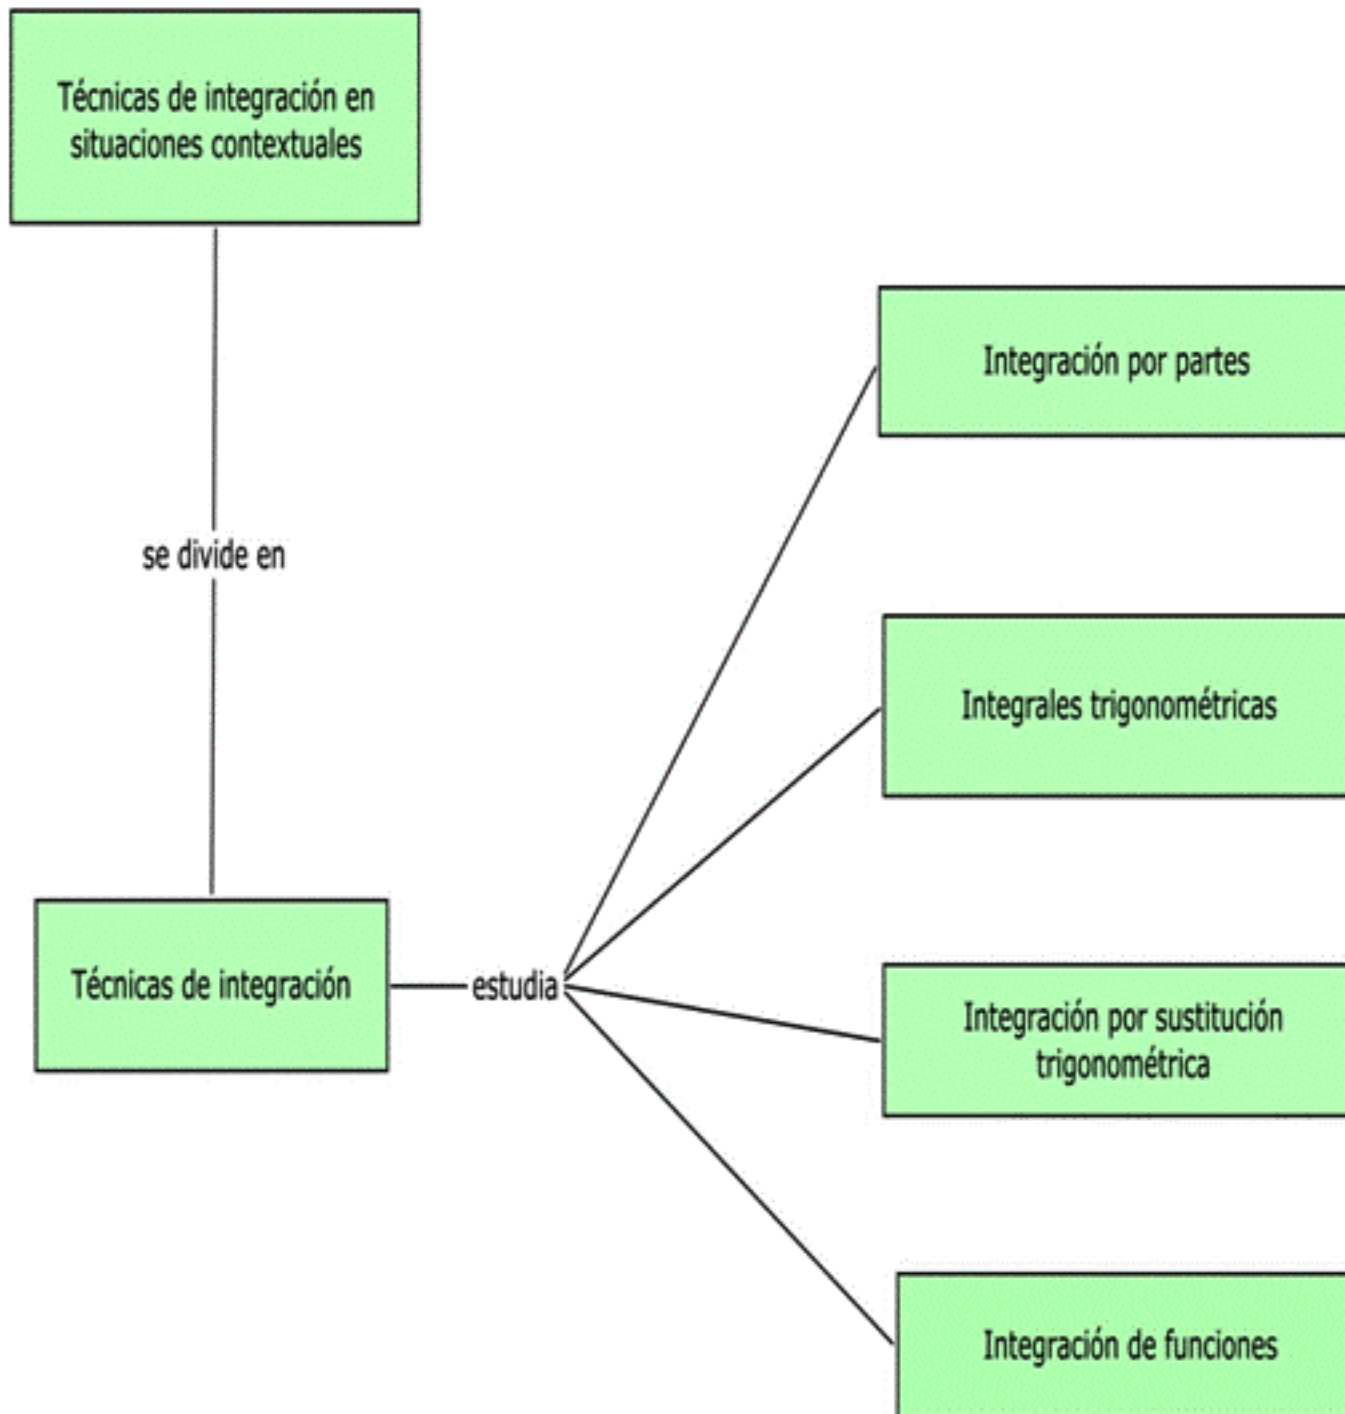 Técnicas de integración en
situaciones contextuales
se divide en
Técnicas de integración
estudia
Integración por partes
Integrales trigonométricas
Integración por sustitución
trigonométrica
Integración de funciones